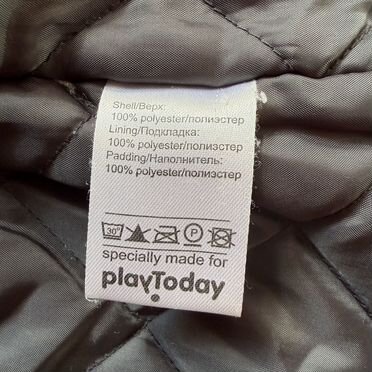 Shell/Верх:
100% polyester/полиэстер
Lining/Подкладка:
100% polyester/полиэстер
Padding/Наполнитель:
100% polyester/полиэстер
30° P
specially made for
playToday